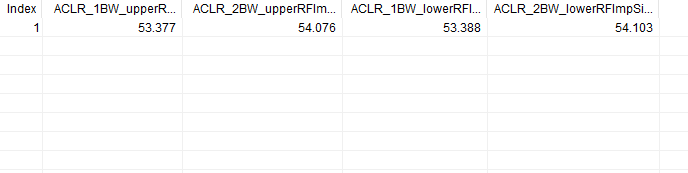 Index ACLR_1BW_upperR... ACLR_2BW_upperRFIm... ACLR_1BW_lowerRFI... ACLR_2BW_lowerRFImpSi...
1 53.377 54.076 53.388 54.103